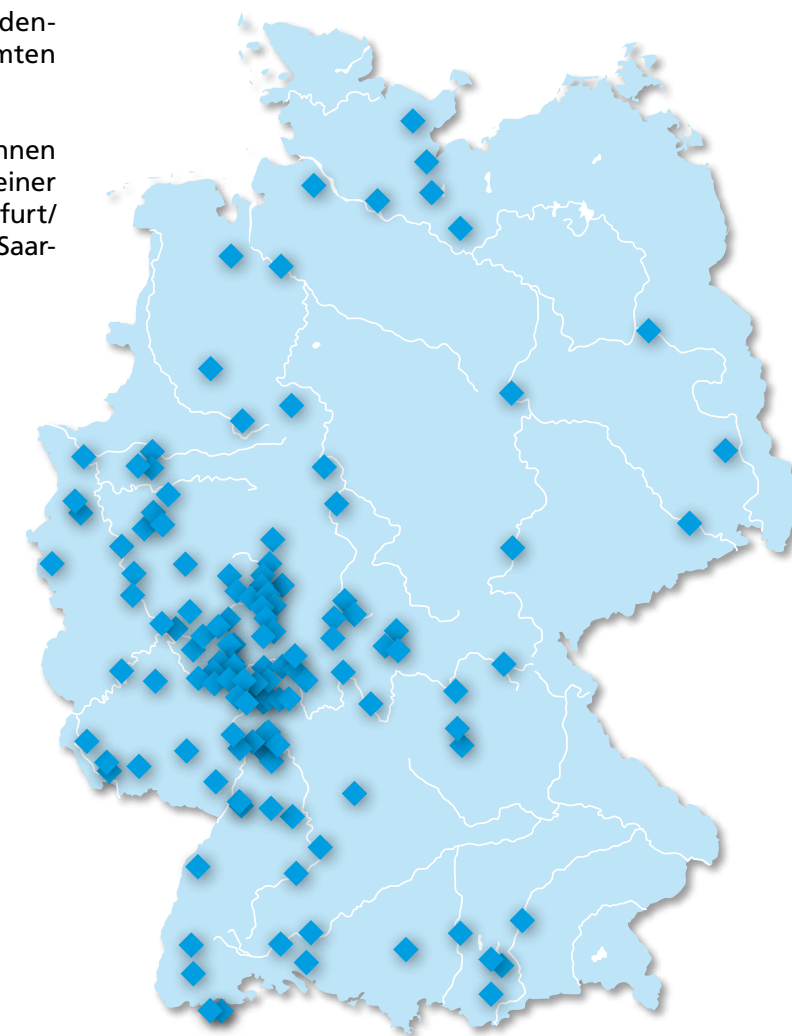 den-
mten
nnen
einer
furt/
Saar-